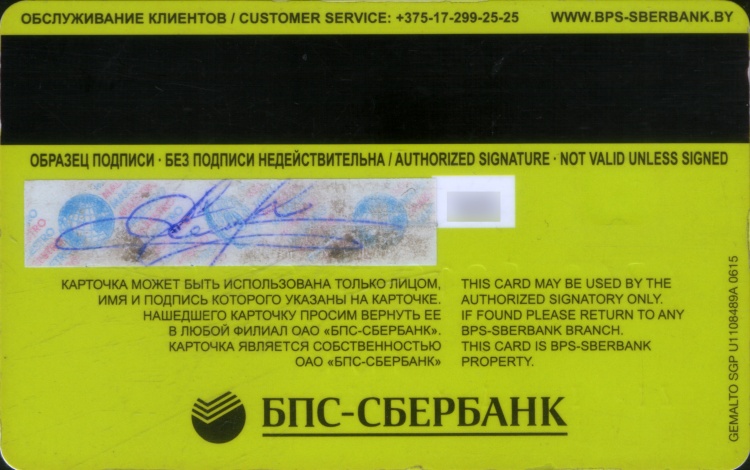 ОБСЛУЖИВАНИЕ КЛИЕНТОВ / CUSTOMER SERVICE: +375-17-299-25-25
WWW.BPS-SBERBANK.BY
ОБРАЗЕЦ ПОДПИСИ · БЕЗ ПОДПИСИ НЕДЕЙСТВИТЕЛЬНА / AUTHORIZED SIGNATURE · NOT VALID UNLESS SIGNED
КАРТОЧКА МОЖЕТ БЫТЬ ИСПОЛЬЗОВАНА ТОЛЬКО ЛИЦОМ,
ИМЯ И ПОДПИСЬ КОТОРОГО УКАЗАНЫ НА КАРТОЧКЕ.
НАШЕДШЕГО КАРТОЧКУ ПРОСИМ ВЕРНУТЬ ЕЕ
В ЛЮБОЙ ФИЛИАЛ ОАО «БПС-СБЕРБАНК».
КАРТОЧКА ЯВЛЯЕТСЯ СОБСТВЕННОСТЬЮ
ОАО «БПС-СБЕРБАНК»
THIS CARD MAY BE USED BY THE
AUTHORIZED SIGNATORY ONLY.
IF FOUND PLEASE RETURN TO ANY
BPS-SBERBANK BRANCH.
THIS CARD IS BPS-SBERBANK
PROPERTY.
GEMALTO SGP U1108489A 0615
БПС-СБЕРБАНК